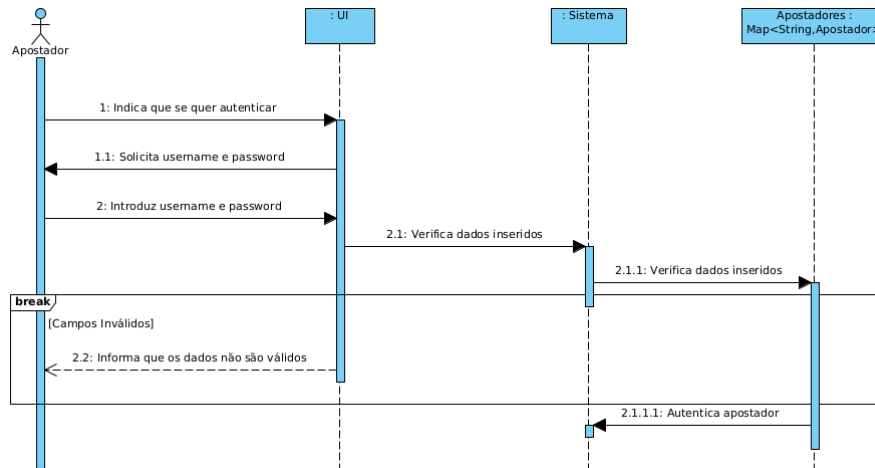 : UI
: Sistema
Apostadores :
Map<String,Apostador>
Apostador
1: Indica que se quer autenticar
1.1: Solicita username e password
2: Introduz username e password
2.1: Verifica dados inseridos
2.1.1: Verifica dados inseridos
break
[Campos Inválidos]
2.2: Informa que os dados não são válidos
2.1.1.1: Autentica apostador